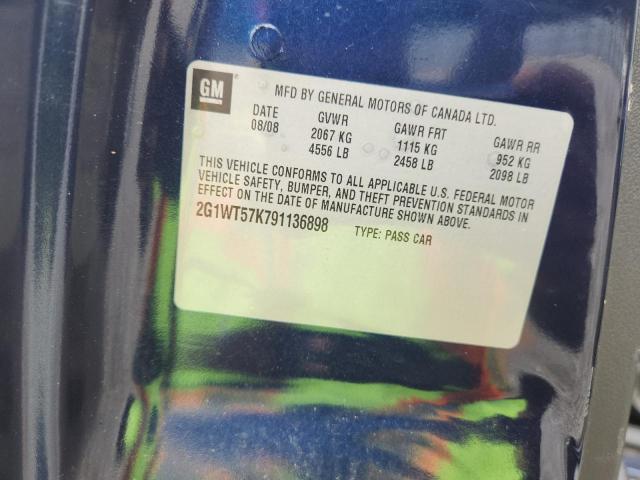 GM
MFD BY GENERAL MOTORS OF CANADA LTD.
DATE GVWR GAWR FRT GAWR RR
08/08 2067 KG 1115 KG 952 KG
4556 LB 2458 LB 2098 LB
THIS VEHICLE CONFORMS TO ALL APPLICABLE U.S. FEDERAL MOTOR
VEHICLE SAFETY, BUMPER, AND THEFT PREVENTION STANDARDS IN
EFFECT ON THE DATE OF MANUFACTURE SHOWN ABOVE.
2G1WT57K791136898 TYPE: PASS CAR